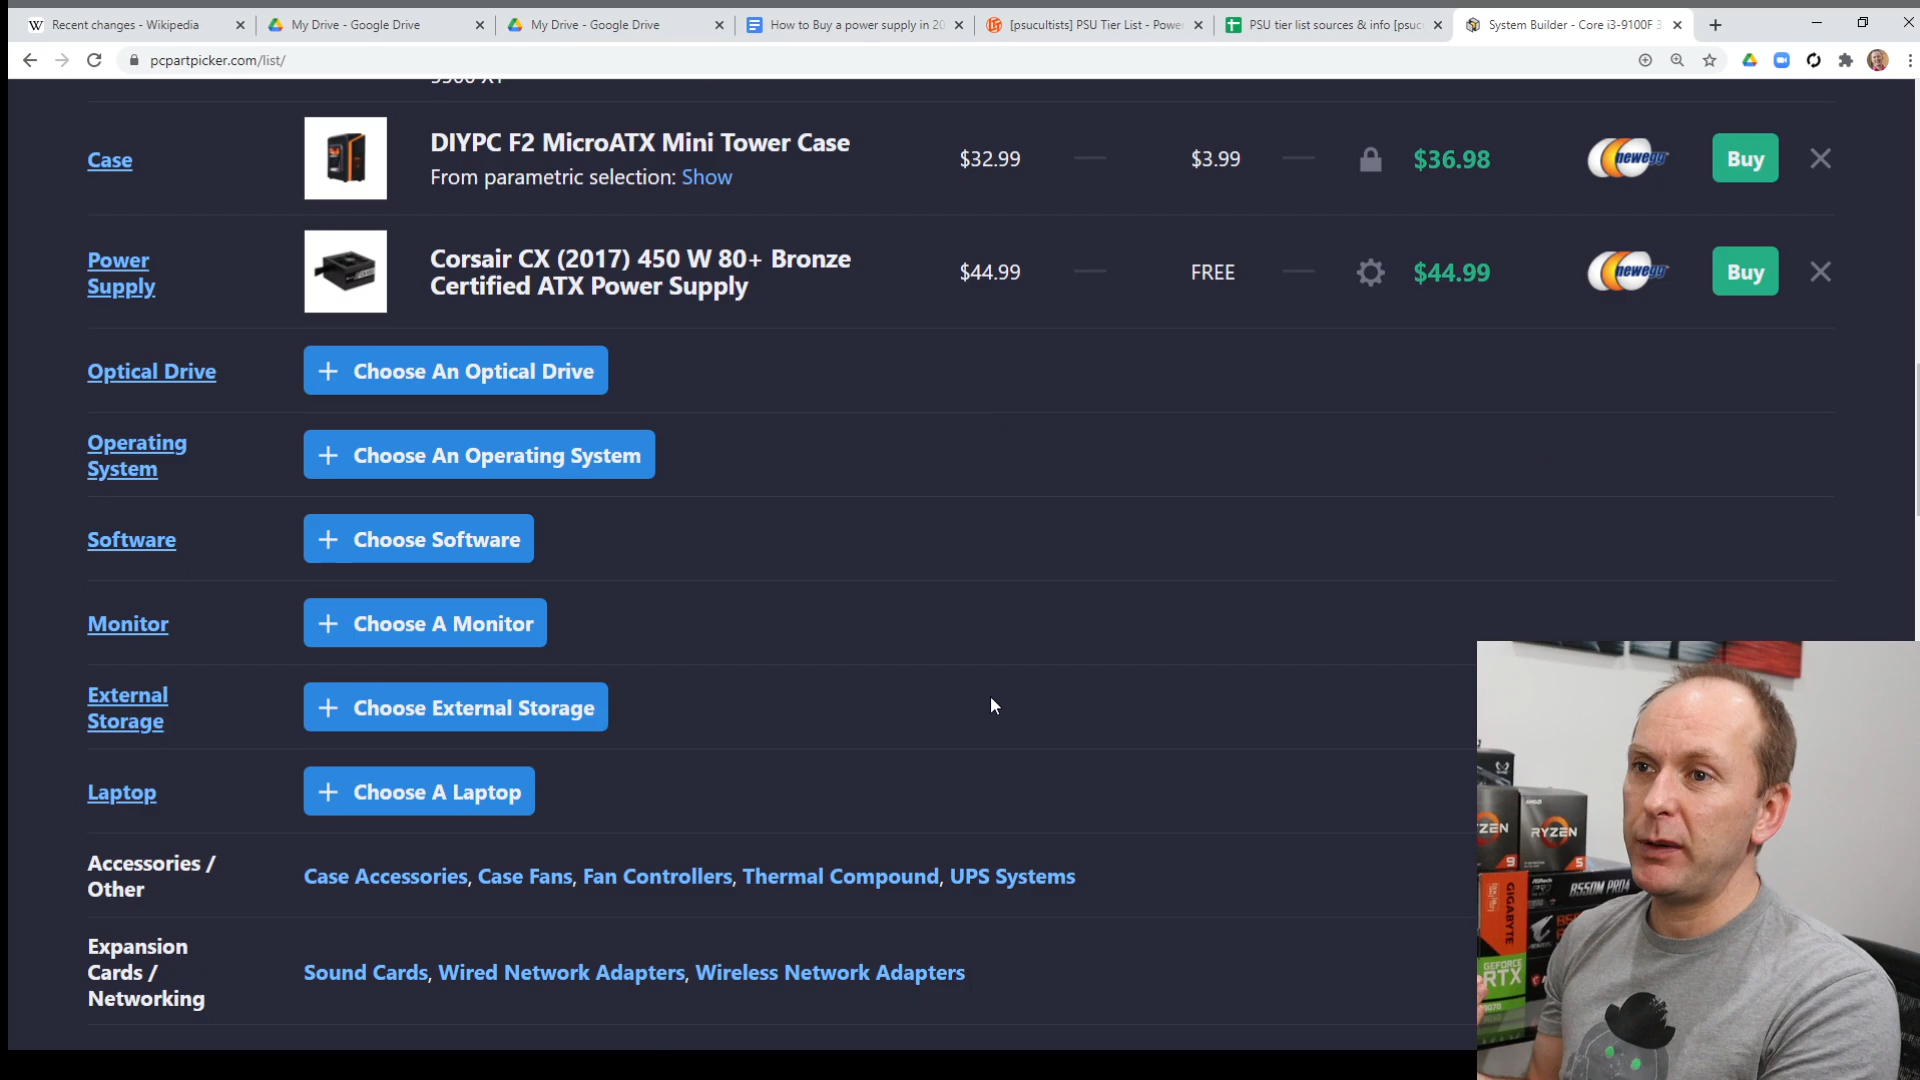 Recent changes - Wikipedia
My Drive - Google Drive
My Drive - Google Drive
How to Buy a power supply in 20
[psucultists] PSU Tier List - Powe
PSU tier list sources & info [psuc
System Builder - Core i3-9100F 3
pcpartpicker.com/list/
Case
DIYPC F2 MicroATX Mini Tower Case
From parametric selection: Show
$32.99
$3.99
$36.98
newegg
Buy
Power
Supply
Corsair CX (2017) 450 W 80+ Bronze
Certified ATX Power Supply
$44.99
FREE
$44.99
newegg
Buy
Optical Drive
Choose An Optical Drive
Operating
System
Choose An Operating System
Software
Choose Software
Monitor
Choose A Monitor
External
Storage
Choose External Storage
Laptop
Choose A Laptop
Accessories /
Other
Case Accessories, Case Fans, Fan Controllers, Thermal Compound, UPS Systems
Expansion
Cards /
Networking
Sound Cards, Wired Network Adapters, Wireless Network Adapters
ZEN
9
AMD
RYZEN
5
B550M PRO4
GIGABYTE
GEFORCE
RTX